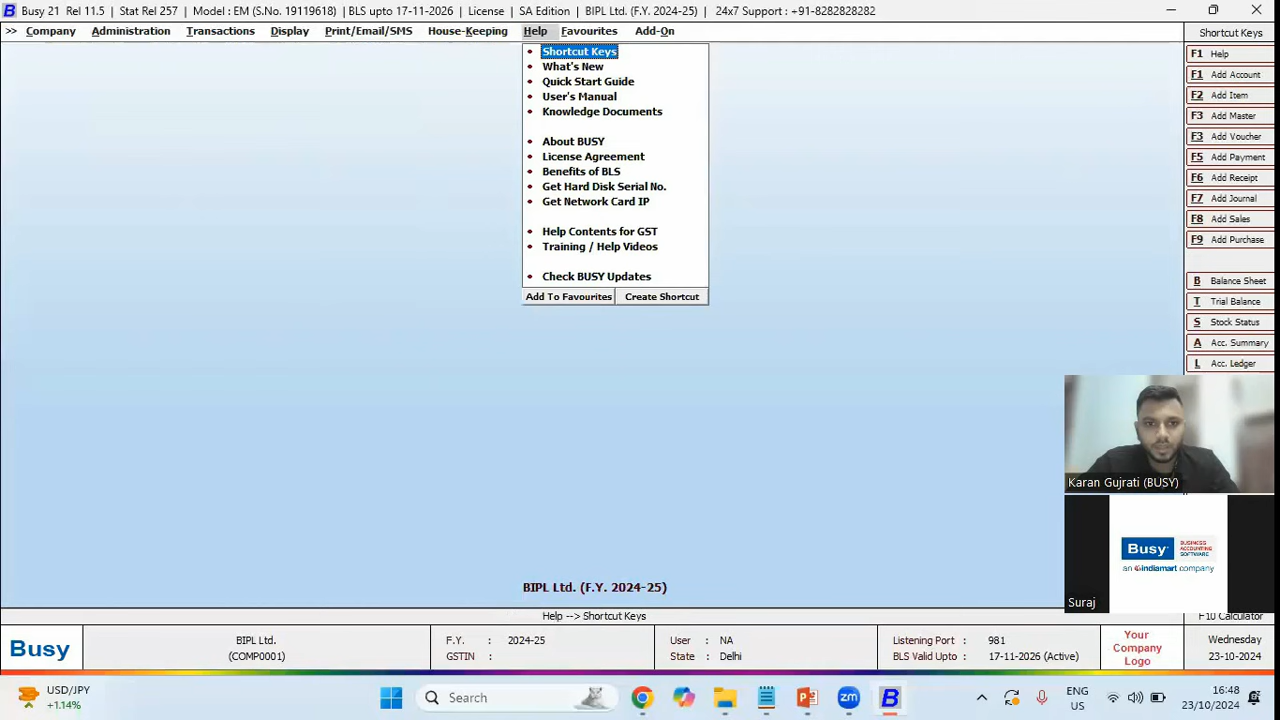 Busy 21 Rel 11.5 | Stat Rel 257 | Model : EM (S.No. 19119618) | BLS upto 17-11-2026 | License | SA Edition | BIPL Ltd. (F.Y. 2024-25) | 24x7 Support : +91-8282828282
>> Company Administration Transactions Display Print/Email/SMS House-Keeping Help Favourites Add-On
Shortcut Keys
What's New
Quick Start Guide
User's Manual
Knowledge Documents
About BUSY
License Agreement
Benefits of BLS
Get Hard Disk Serial No.
Get Network Card IP
Help Contents for GST
Training / Help Videos
Check BUSY Updates
Add To Favourites Create Shortcut
Shortcut Keys
F1 Help
F1 Add Account
F2 Add Item
F3 Add Master
F3 Add Voucher
F5 Add Payment
F6 Add Receipt
F7 Add Journal
F8 Add Sales
F9 Add Purchase
B Balance Sheet
T Trial Balance
S Stock Status
A Acc. Summary
L Acc. Ledger
Karan Gujrati (BUSY)
Busy BUSINESS ACCOUNTING SOFTWARE
an indiamart company
Suraj
BIPL Ltd. (F.Y. 2024-25)
Help --> Shortcut Keys
F10 Calculator
Busy
BIPL Ltd.
(COMP0001)
F.Y. : 2024-25
GSTIN :
User : NA
State : Delhi
Listening Port : 981
BLS Valid Upto : 17-11-2026 (Active)
Your
Company
Logo
Wednesday
23-10-2024
USD/JPY
+1.14%
Search
ENG
US
16:48
23/10/2024